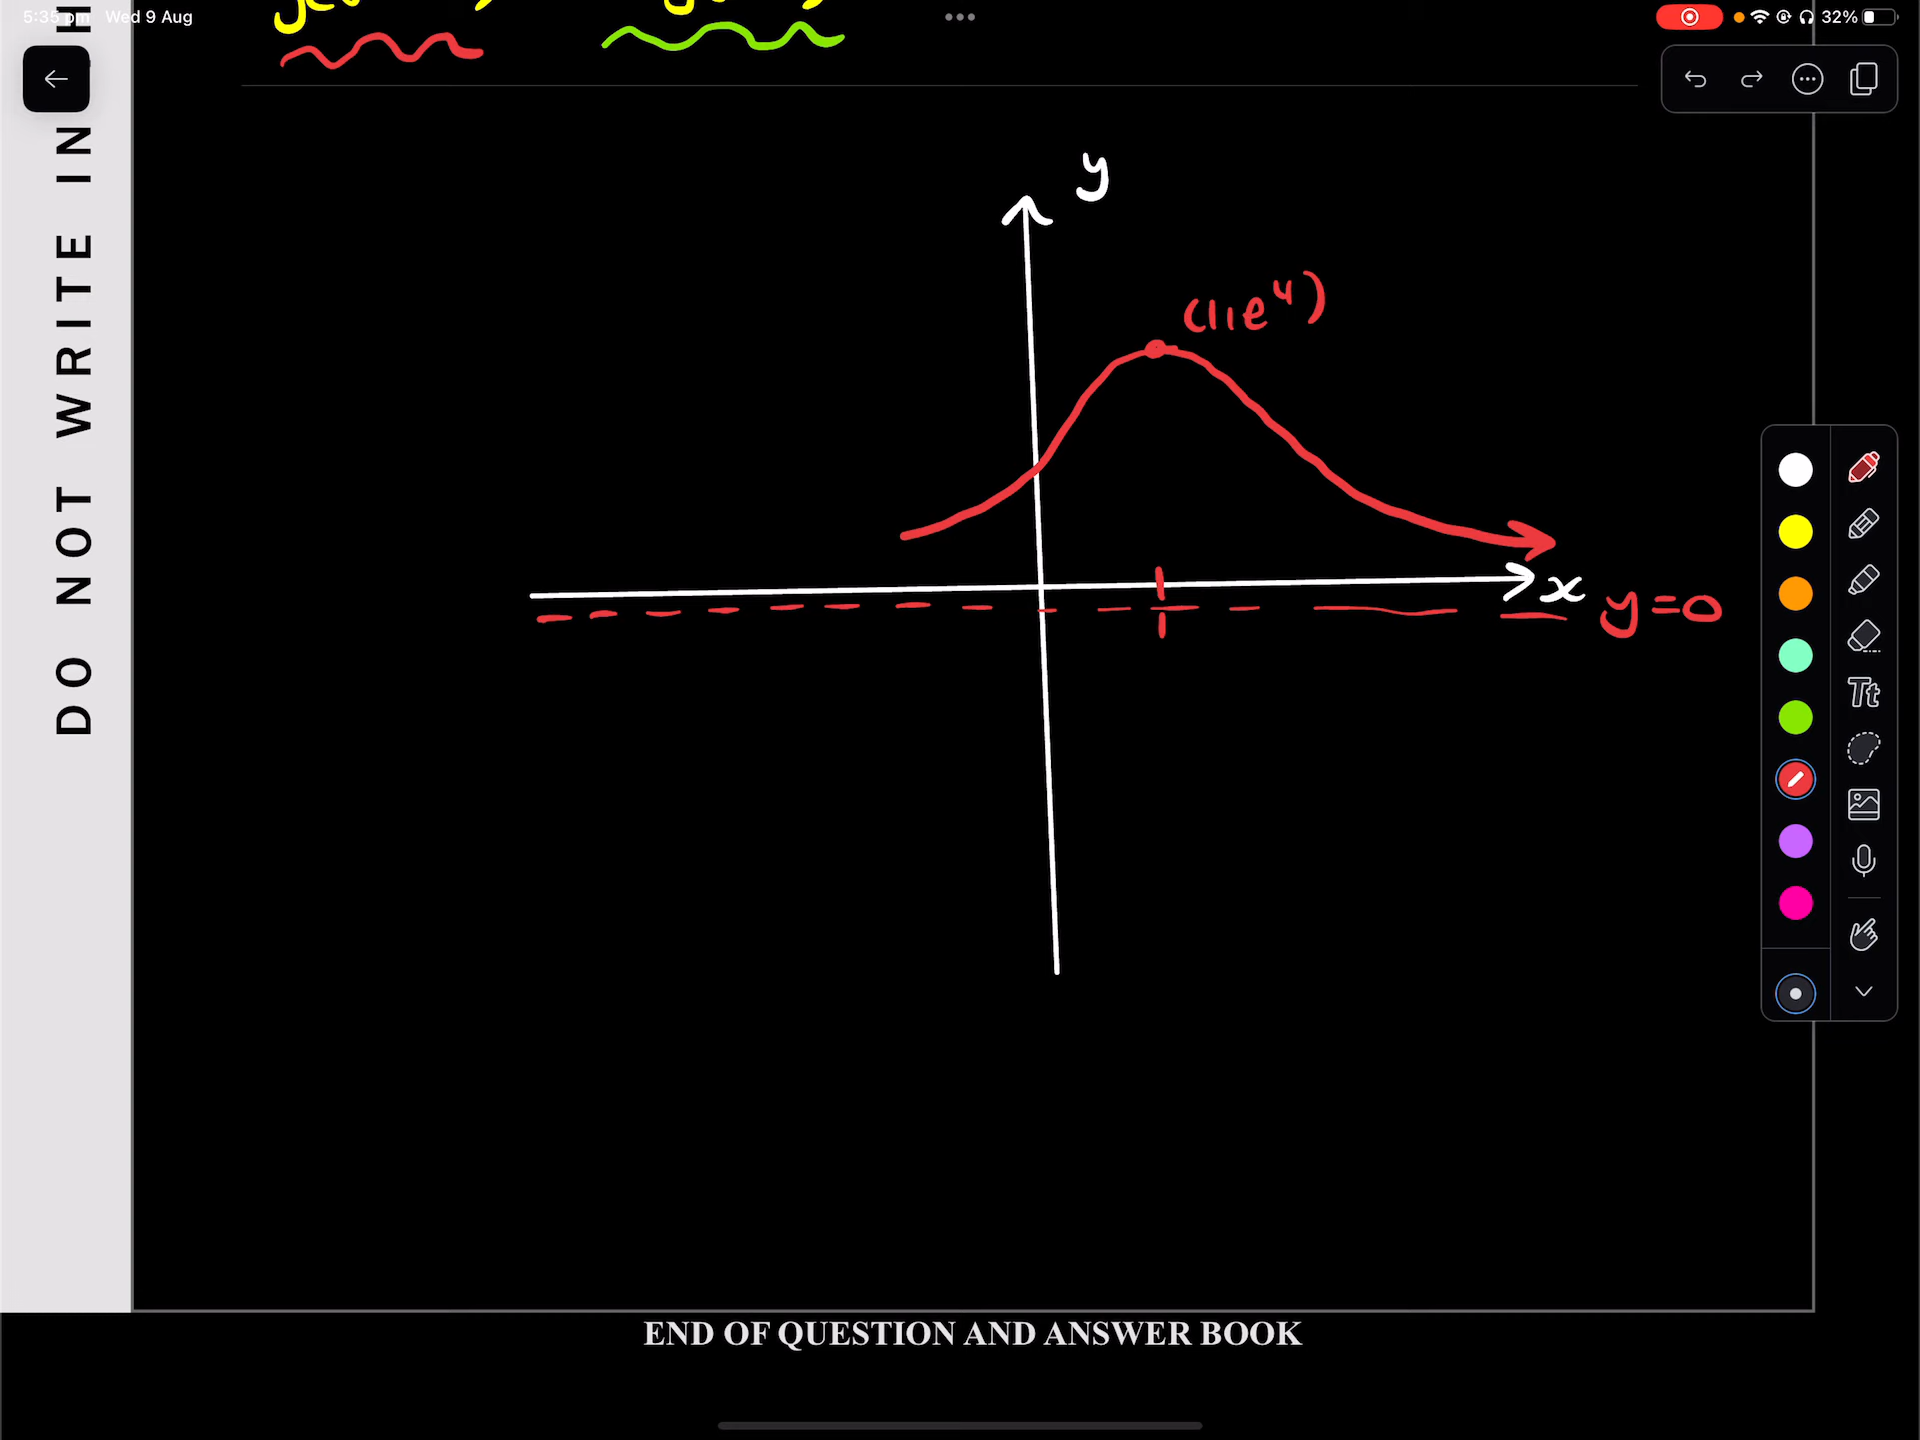 5:35 pm Wed 9 Aug
32%
DO NOT WRITE IN
y
(1,e⁴)
x
y=0
Tt
END OF QUESTION AND ANSWER BOOK